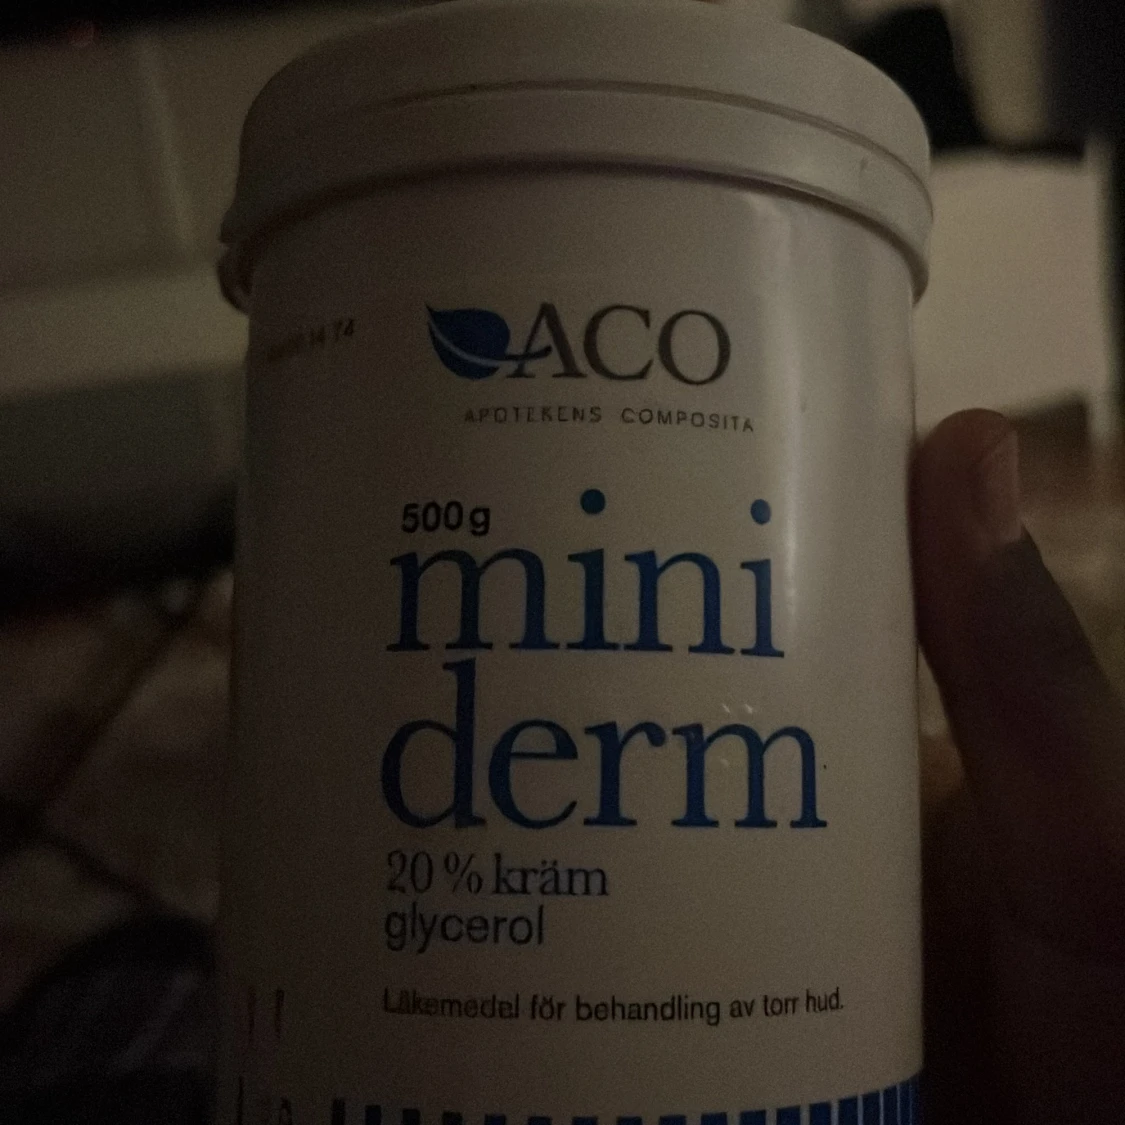 ACO
APOTEKENS COMPOSITA
500g
mini
derm
20 % kräm
glycerol
Läkemedel för behandling av torr hud.